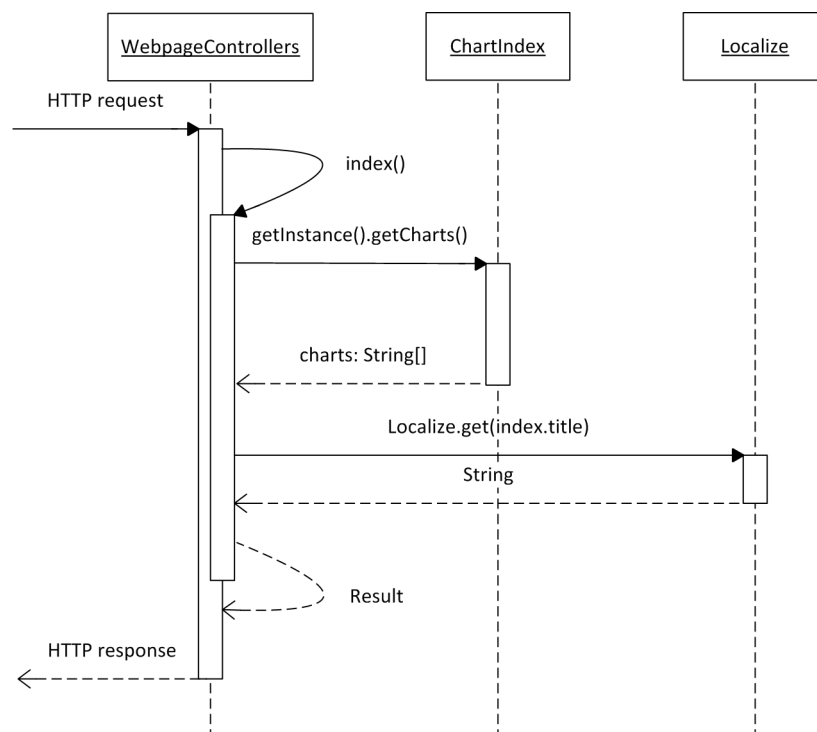 WebpageControllers
ChartIndex
Localize
HTTP request
index()
getInstance().getCharts()
charts: String[]
Localize.get(index.title)
String
Result
HTTP response